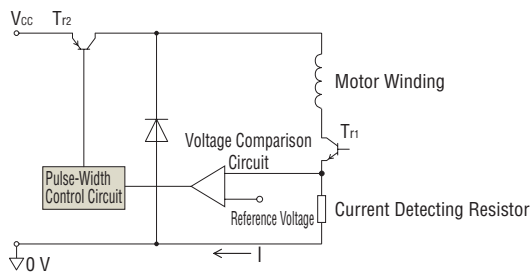 VCC
Tr2
Motor Winding
Tr1
Voltage Comparison
Circuit
Pulse-Width
Control Circuit
Reference Voltage
Current Detecting Resistor
I
0 V